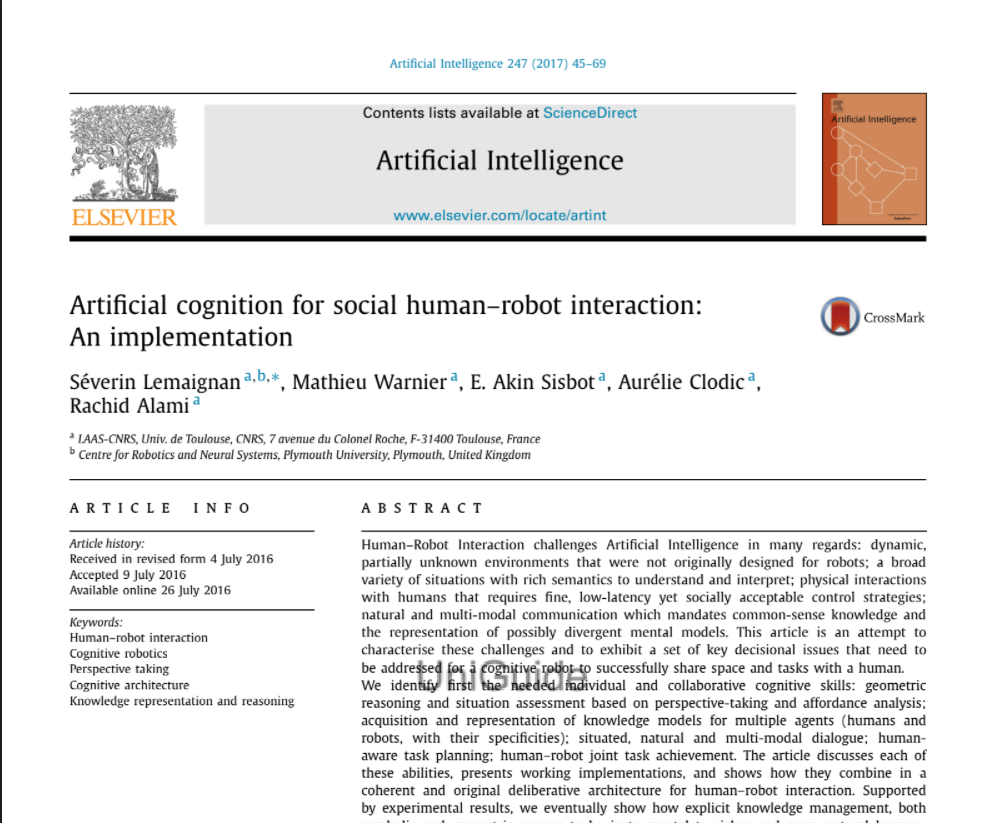 Artificial Intelligence 247 (2017) 45–69
Contents lists available at ScienceDirect
Artificial Intelligence
www.elsevier.com/locate/artint
ELSEVIER
Artificial Intelligence
Artificial cognition for social human–robot interaction:
An implementation
CrossMark
Séverin Lemaignan a,b,*, Mathieu Warnier a, E. Akin Sisbot a, Aurélie Clodic a,
Rachid Alami a
a LAAS-CNRS, Univ. de Toulouse, CNRS, 7 avenue du Colonel Roche, F-31400 Toulouse, France
b Centre for Robotics and Neural Systems, Plymouth University, Plymouth, United Kingdom
ARTICLE INFO
Article history:
Received in revised form 4 July 2016
Accepted 9 July 2016
Available online 26 July 2016
Keywords:
Human–robot interaction
Cognitive robotics
Perspective taking
Cognitive architecture
Knowledge representation and reasoning
ABSTRACT
Human–Robot Interaction challenges Artificial Intelligence in many regards: dynamic,
partially unknown environments that were not originally designed for robots; a broad
variety of situations with rich semantics to understand and interpret; physical interactions
with humans that requires fine, low-latency yet socially acceptable control strategies;
natural and multi-modal communication which mandates common-sense knowledge and
the representation of possibly divergent mental models. This article is an attempt to
characterise these challenges and to exhibit a set of key decisional issues that need to
be addressed for a cognitive robot to successfully share space and tasks with a human.
UniGuide
We identify first the needed individual and collaborative cognitive skills: geometric
reasoning and situation assessment based on perspective-taking and affordance analysis;
acquisition and representation of knowledge models for multiple agents (humans and
robots, with their specificities); situated, natural and multi-modal dialogue; human-
aware task planning; human–robot joint task achievement. The article discusses each of
these abilities, presents working implementations, and shows how they combine in a
coherent and original deliberative architecture for human–robot interaction. Supported
by experimental results, we eventually show how explicit knowledge management, both